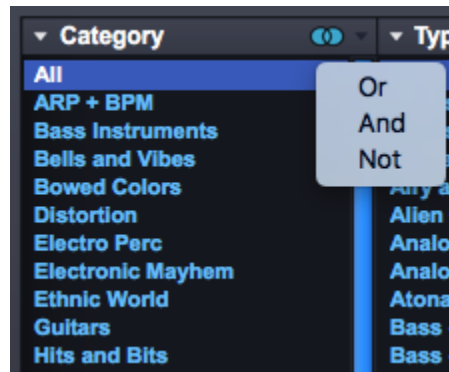 Category
Typ
All
Or
ARP + BPM
And
Bass Instruments
Not
Bells and Vibes
Bowed Colors
Distortion
Alien
Electro Perc
Analo
Electronic Mayhem
Analo
Ethnic World
Atona
Guitars
Bass
Hits and Bits
Bass